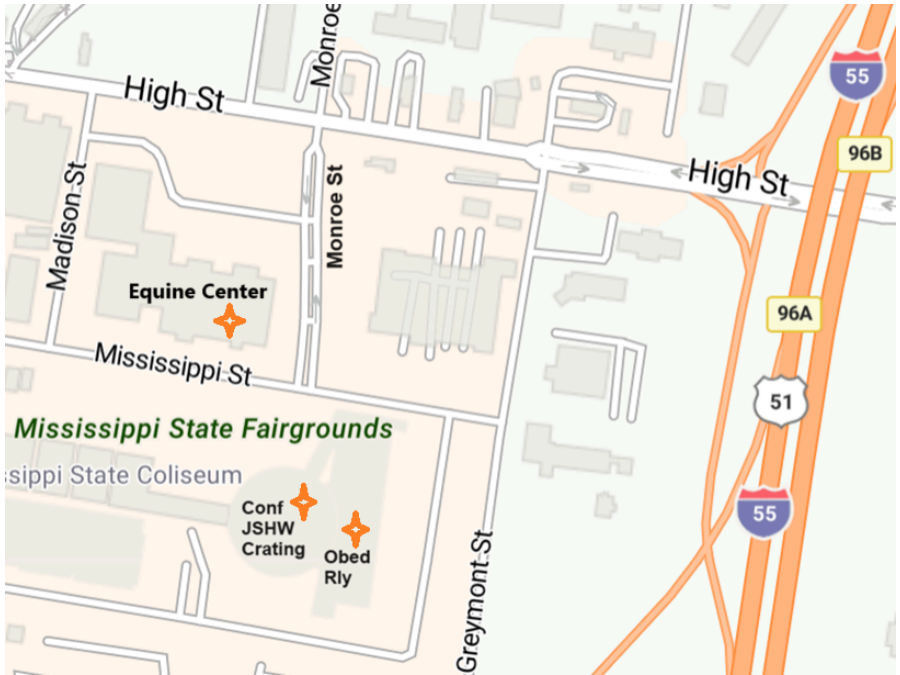 Monroe
High St
55
96B
High St
Madison St
Monroe St
Equine Center
96A
Mississippi St
51
Mississippi State Fairgrounds
ssippi State Coliseum
Conf
JSHW
Crating
Obed
Rly
55
Greymont St